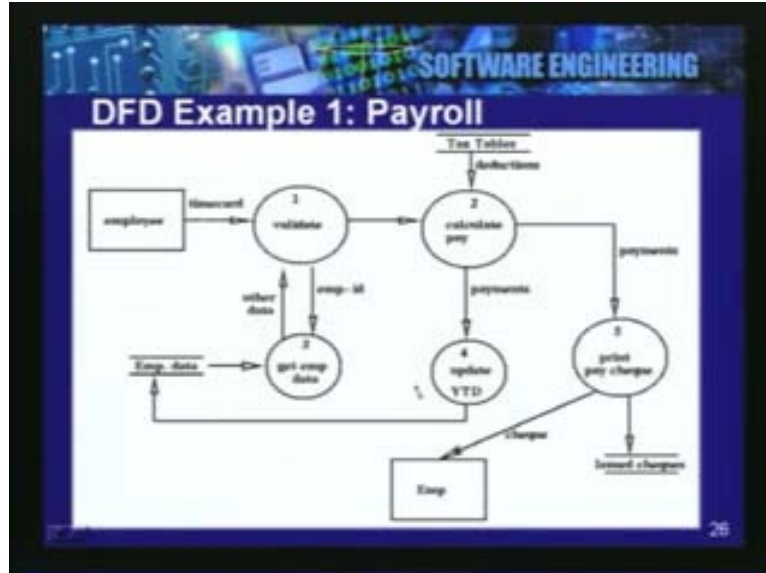 SOFTWARE ENGINEERING
DFD Example 1: Payroll
Tax Tables
deductions
employee
timecard
1
validate
2
calculate
pay
payments
payments
other
data
emp-id
3
get emp
data
Emp. data
4
update
YTD
5
print
pay cheque
cheque
Emp
Issued cheques
26